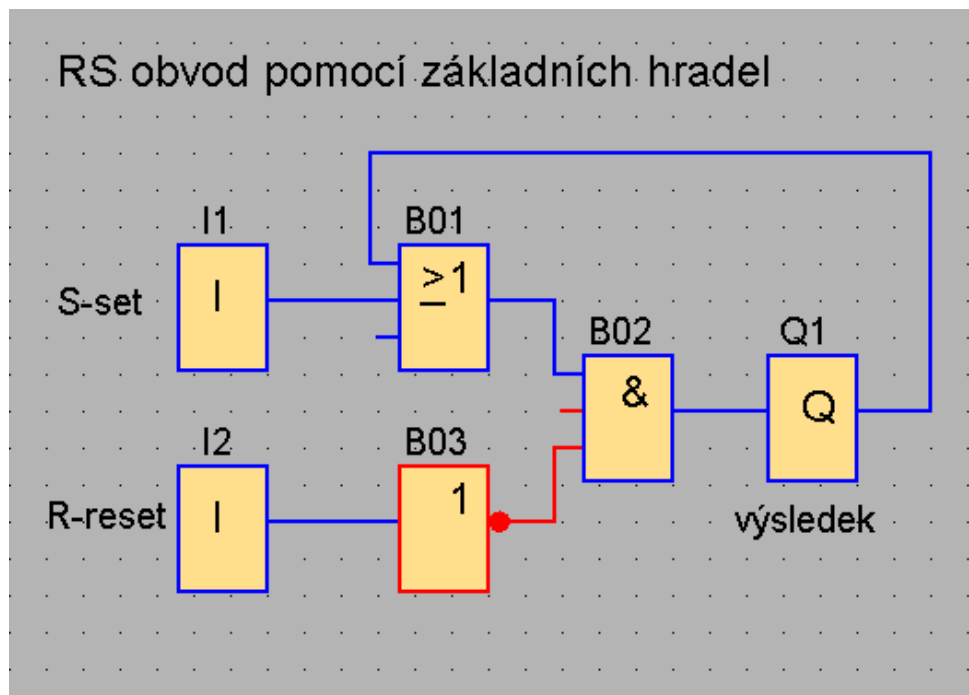 RS obvod pomocí základních hradel
I1
B01
S-set
I
≥1
B02
Q1
&
Q
I2
B03
R-reset
I
1
výsledek